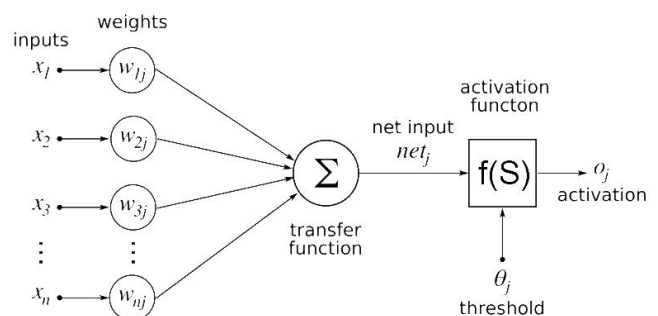 weights
inputs
x1 w1j
x2 w2j
x3 w3j
⋮ ⋮
xn wnj
Σ
transfer
function
net input
netj
activation
functon
f(S)
oj
activation
θj
threshold